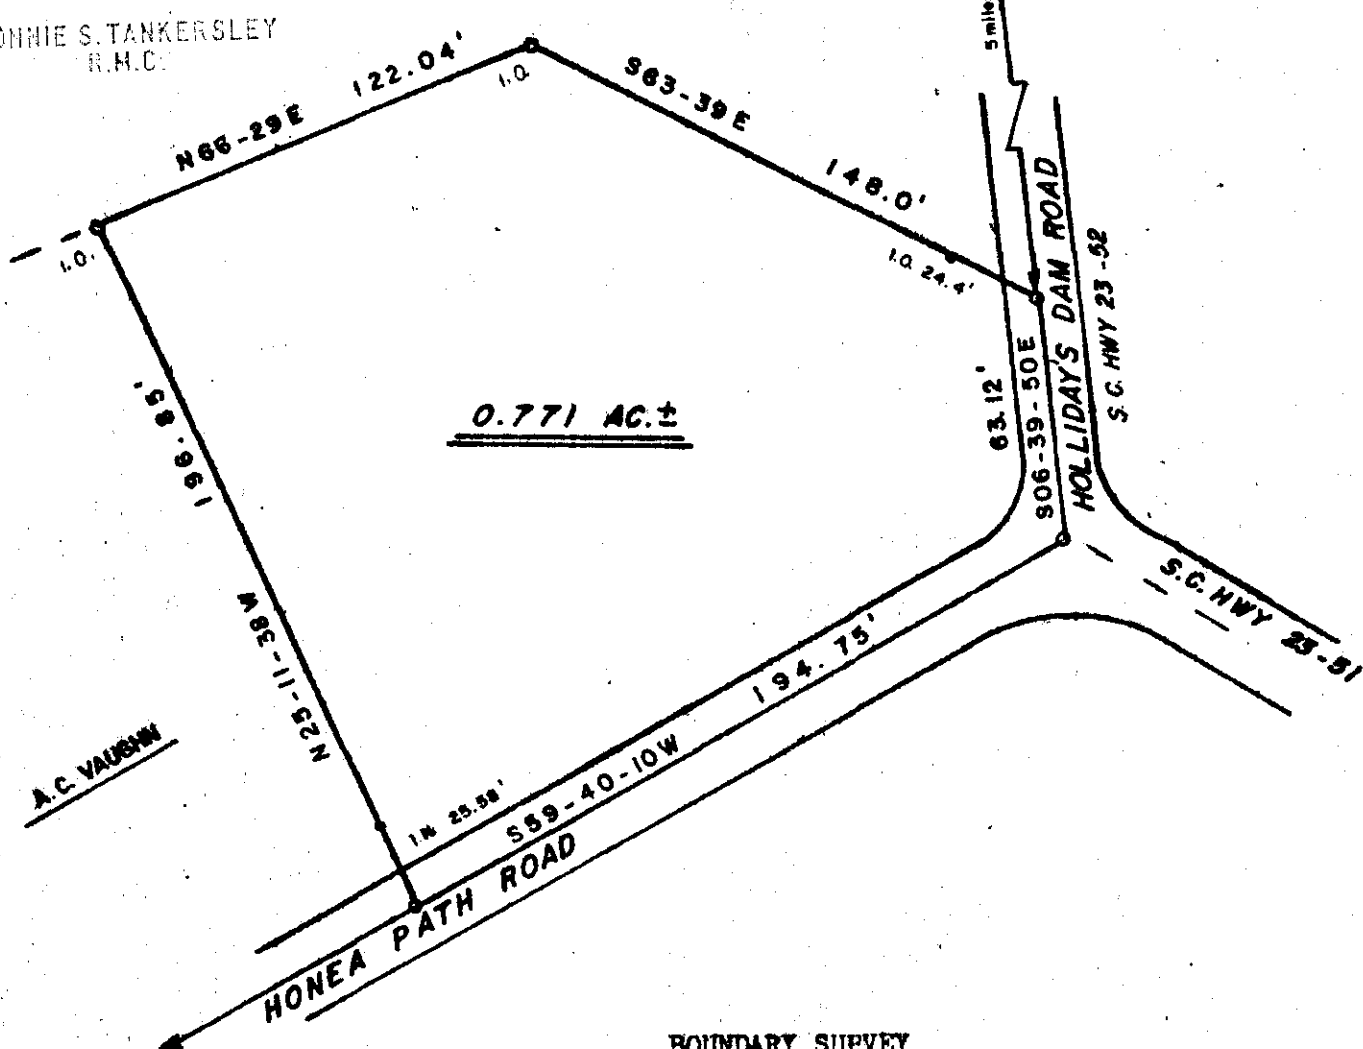 S. TANKERSLEY
R.M.C.
5 mile
N66-29E 122.04'
I.O.
S63-39E 148.0'
I.O. 24.4'
I.O.
HOLLIDAY'S DAM ROAD
S.C. HWY 23-52
63.12'
S06-39-50E
196.85'
N25-11-38W
0.771 AC.±
S.C. HWY 23-51
194.75'
S59-40-10W
I.N. 25.58'
A.C. VAUGHN
HONEA PATH ROAD
BOUNDARY SURVEY